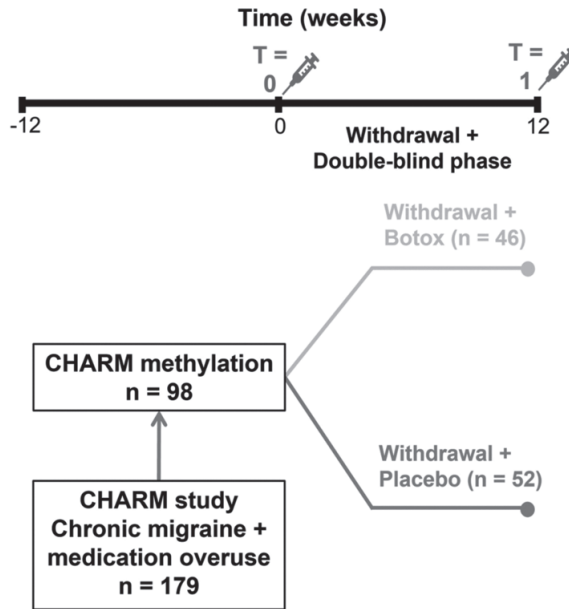 Time (weeks)
T =
0
T =
1
-12
0
12
Withdrawal +
Double-blind phase
Withdrawal +
Botox (n = 46)
CHARM methylation
n = 98
Withdrawal +
Placebo (n = 52)
CHARM study
Chronic migraine +
medication overuse
n = 179